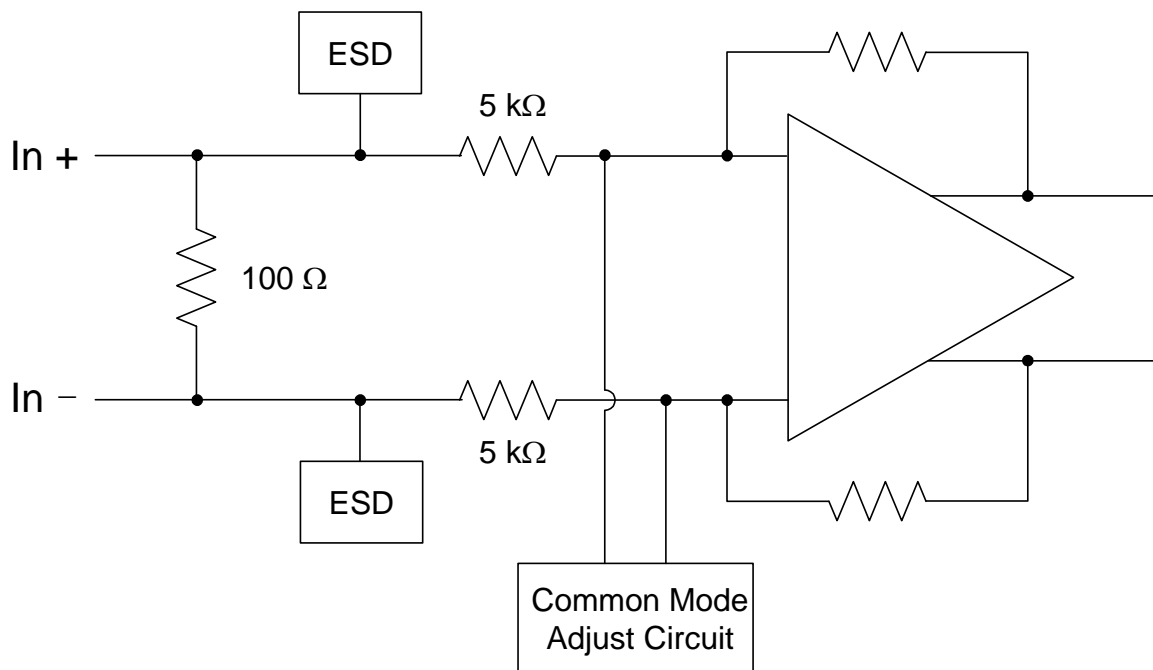 ESD
5 kΩ
In +
100 Ω
In −
5 kΩ
ESD
Common Mode
Adjust Circuit